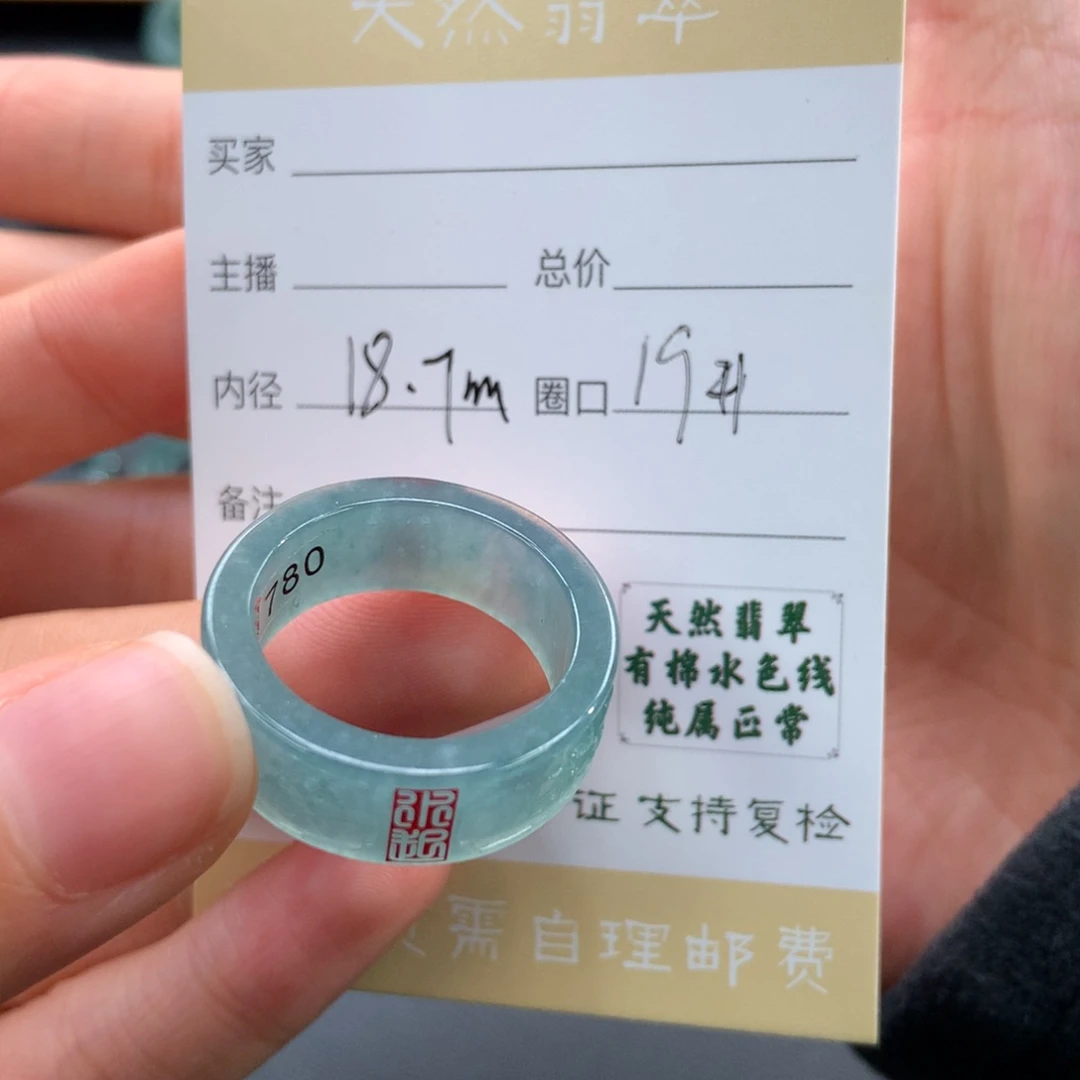 天然翡翠
买家
主播 总价
内径 18.7m 圈口 19#
备注
780
天然翡翠
有棉水色线
纯属正常
证 支持复检
需自理邮费